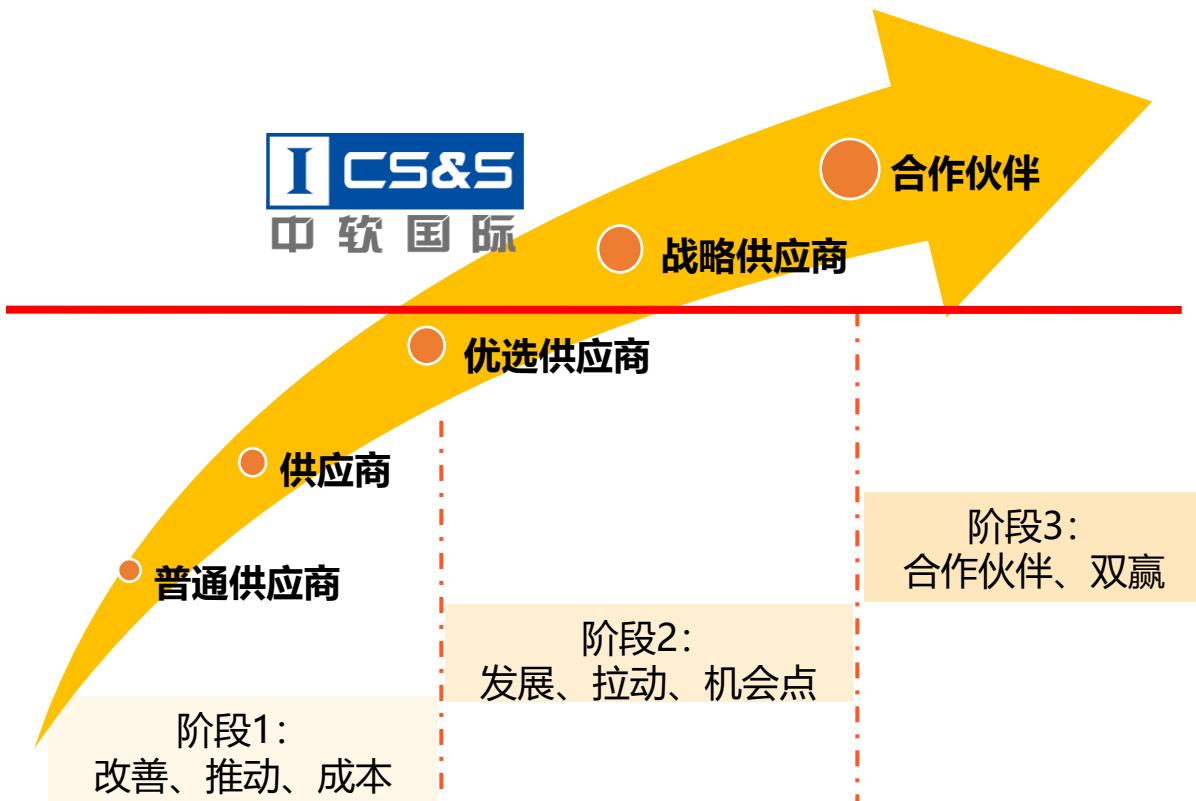 I CS&S
中软国际
合作伙伴
战略供应商
优选供应商
供应商
普通供应商
阶段3：
合作伙伴、双赢
阶段2：
发展、拉动、机会点
阶段1：
改善、推动、成本